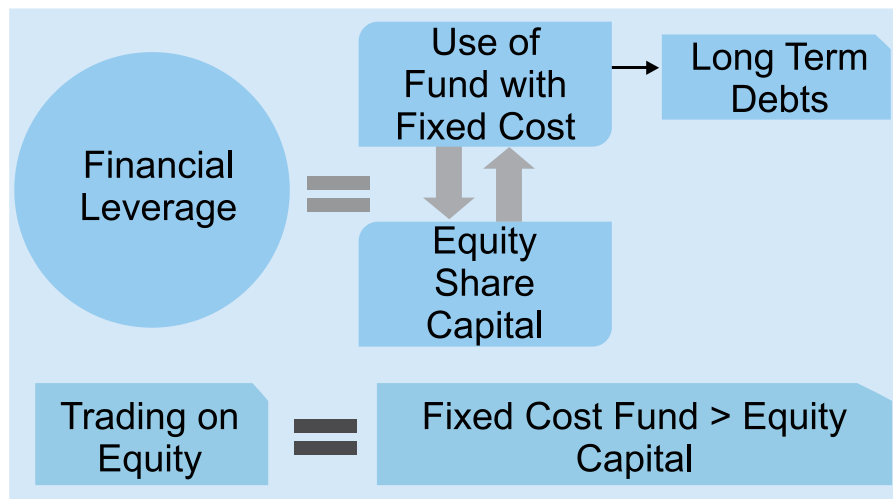 Financial
Leverage
=
Use of
Fund with
Fixed Cost
Long Term
Debts
Equity
Share
Capital
Trading on
Equity
=
Fixed Cost Fund > Equity
Capital